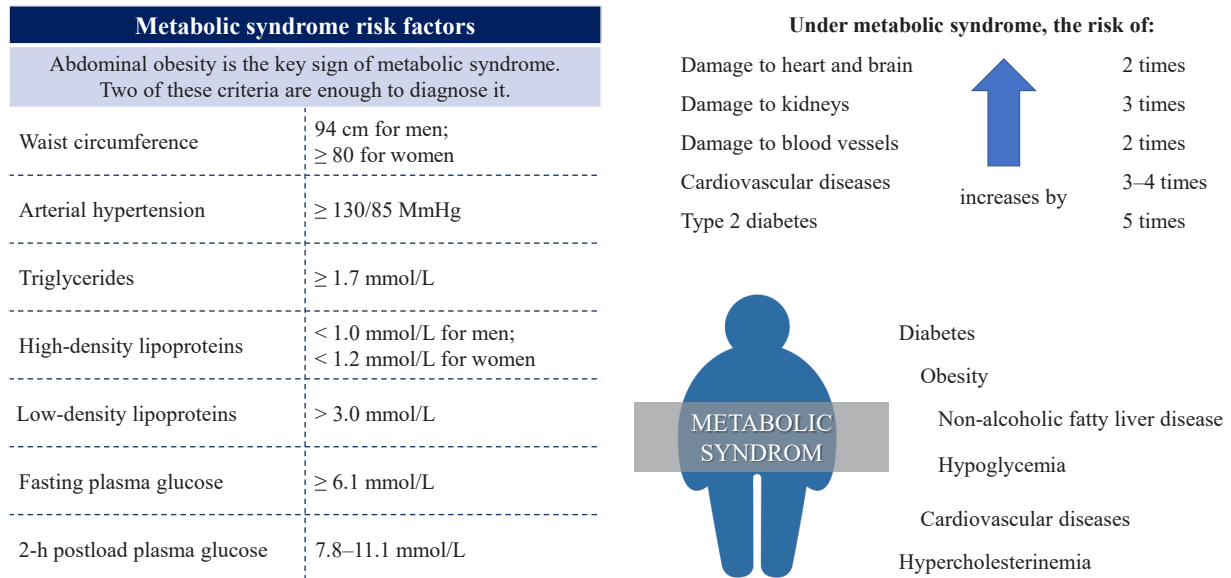 Metabolic syndrome risk factors
Abdominal obesity is the key sign of metabolic syndrome.
Two of these criteria are enough to diagnose it.
Waist circumference
94 cm for men;
≥ 80 for women
Arterial hypertension
≥ 130/85 MmHg
Triglycerides
≥ 1.7 mmol/L
High-density lipoproteins
< 1.0 mmol/L for men;
< 1.2 mmol/L for women
Low-density lipoproteins
> 3.0 mmol/L
Fasting plasma glucose
≥ 6.1 mmol/L
2-h postload plasma glucose
7.8–11.1 mmol/L
Under metabolic syndrome, the risk of:
Damage to heart and brain
2 times
Damage to kidneys
3 times
Damage to blood vessels
2 times
Cardiovascular diseases
increases by
3–4 times
Type 2 diabetes
5 times
METABOLIC
SYNDROM
Diabetes
Obesity
Non-alcoholic fatty liver disease
Hypoglycemia
Cardiovascular diseases
Hypercholesterinemia